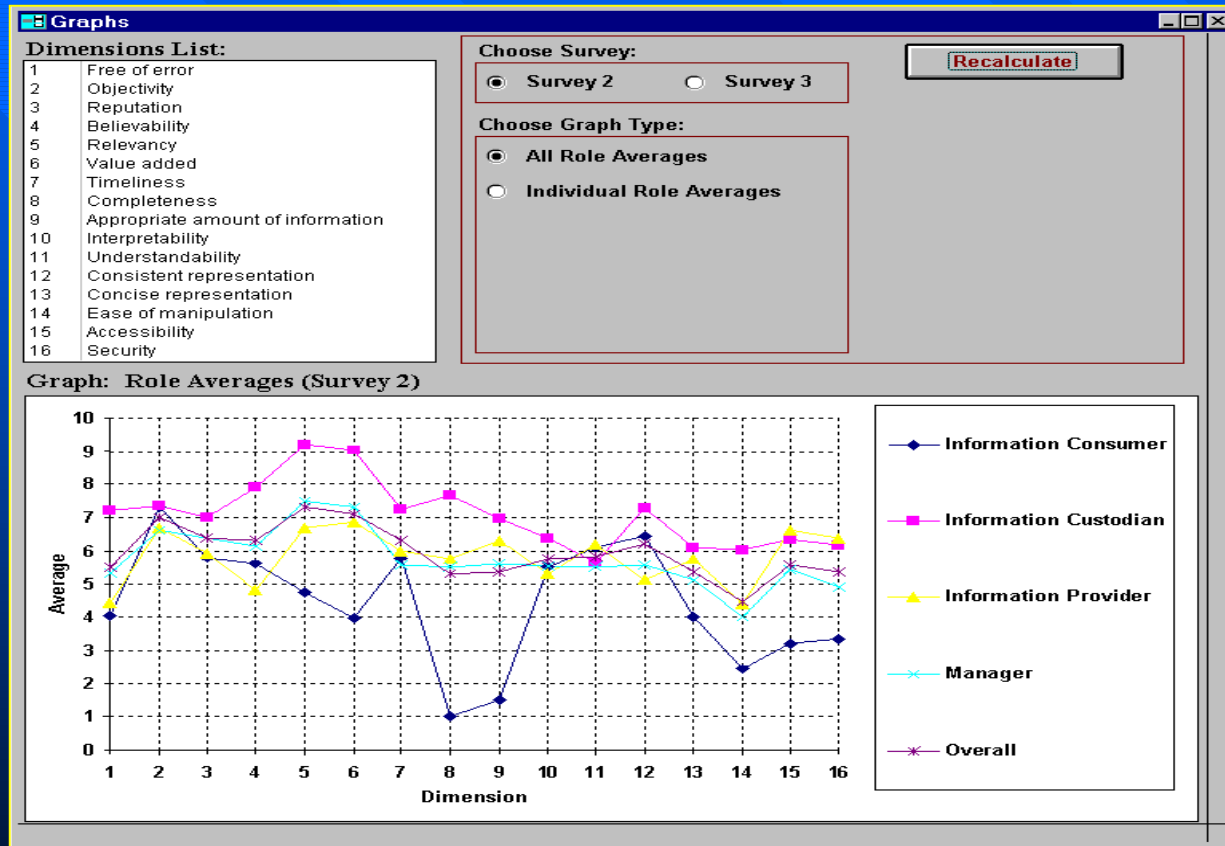 Graphs
Dimensions List:
1 Free of error
2 Objectivity
3 Reputation
4 Believability
5 Relevancy
6 Value added
7 Timeliness
8 Completeness
9 Appropriate amount of information
10 Interpretability
11 Understandability
12 Consistent representation
13 Concise representation
14 Ease of manipulation
15 Accessibility
16 Security
Choose Survey:
Survey 2 Survey 3
Choose Graph Type:
All Role Averages
Individual Role Averages
Recalculate
Graph: Role Averages (Survey 2)
10
9
8
7
6
5
4
3
2
1
0
Average
1 2 3 4 5 6 7 8 9 10 11 12 13 14 15 16
Dimension
Information Consumer
Information Custodian
Information Provider
Manager
Overall